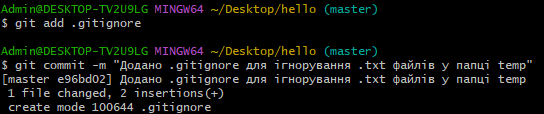 Admin@DESKTOP-TV2U9LG MINGW64 ~/Desktop/hello (master)
$ git add .gitignore
Admin@DESKTOP-TV2U9LG MINGW64 ~/Desktop/hello (master)
$ git commit -m "Додано .gitignore для ігнорування .txt файлів у папці temp"
[master e96bd02] Додано .gitignore для ігнорування .txt файлів у папці temp
1 file changed, 2 insertions(+)
create mode 100644 .gitignore